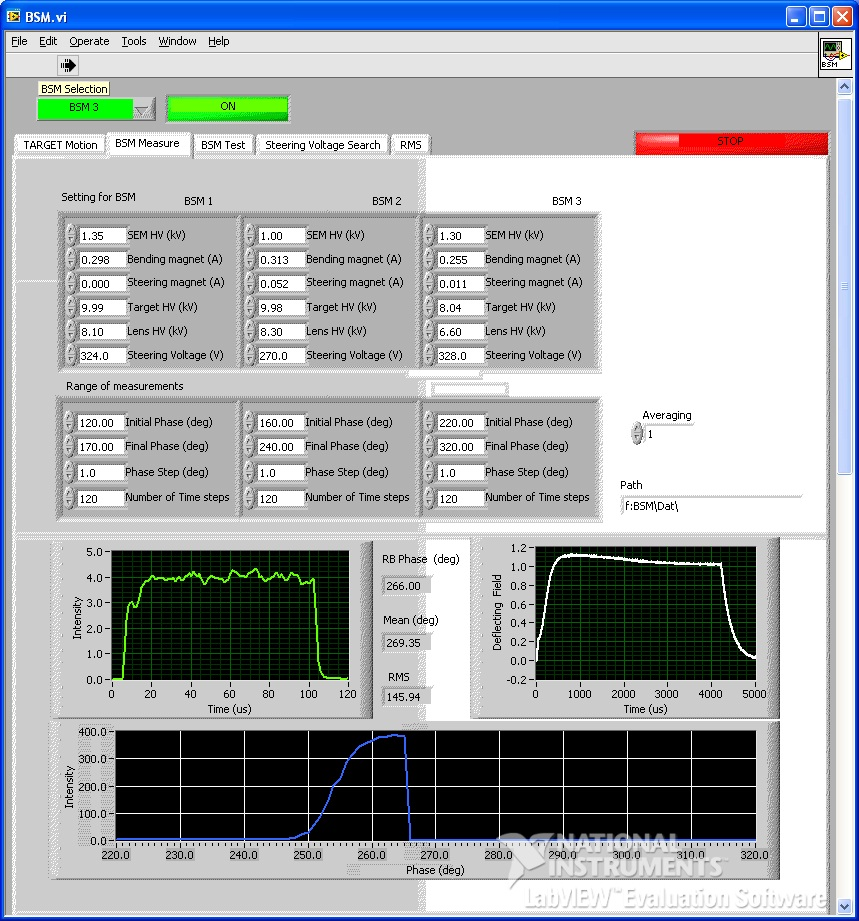 BSM.vi
File Edit Operate Tools Window Help
BSM
BSM Selection
BSM 3 ON
TARGET Motion BSM Measure BSM Test Steering Voltage Search RMS STOP
Setting for BSM BSM 1 BSM 2 BSM 3
1.35 SEM HV (kV) 1.00 SEM HV (kV) 1.30 SEM HV (kV)
0.298 Bending magnet (A) 0.313 Bending magnet (A) 0.255 Bending magnet (A)
0.000 Steering magnet (A) 0.052 Steering magnet (A) 0.011 Steering magnet (A)
9.99 Target HV (kV) 9.98 Target HV (kV) 8.04 Target HV (kV)
8.10 Lens HV (kV) 8.30 Lens HV (kV) 6.60 Lens HV (kV)
324.0 Steering Voltage (V) 270.0 Steering Voltage (V) 328.0 Steering Voltage (V)
Range of measurements
120.00 Initial Phase (deg) 160.00 Initial Phase (deg) 220.00 Initial Phase (deg)
170.00 Final Phase (deg) 240.00 Final Phase (deg) 320.00 Final Phase (deg)
1.0 Phase Step (deg) 1.0 Phase Step (deg) 1.0 Phase Step (deg)
120 Number of Time steps 120 Number of Time steps 120 Number of Time steps
Averaging
1
Path
f:BSM\Dat\
5.0
4.0
3.0
2.0
1.0
0.0
Intensity
0 20 40 60 80 100 120
Time (us)
RB Phase (deg)
266.00
Mean (deg)
269.35
RMS
145.94
1.2
1.0
0.8
0.6
0.4
0.2
0.0
-0.2
Deflecting Field
0 1000 2000 3000 4000 5000
Time (us)
400.0
300.0
200.0
100.0
0.0
Intensity
220.0 230.0 240.0 250.0 260.0 270.0 280.0 290.0 300.0 310.0 320.0
Phase (deg)
NATIONAL
INSTRUMENTS™
LabVIEW™ Evaluation Software